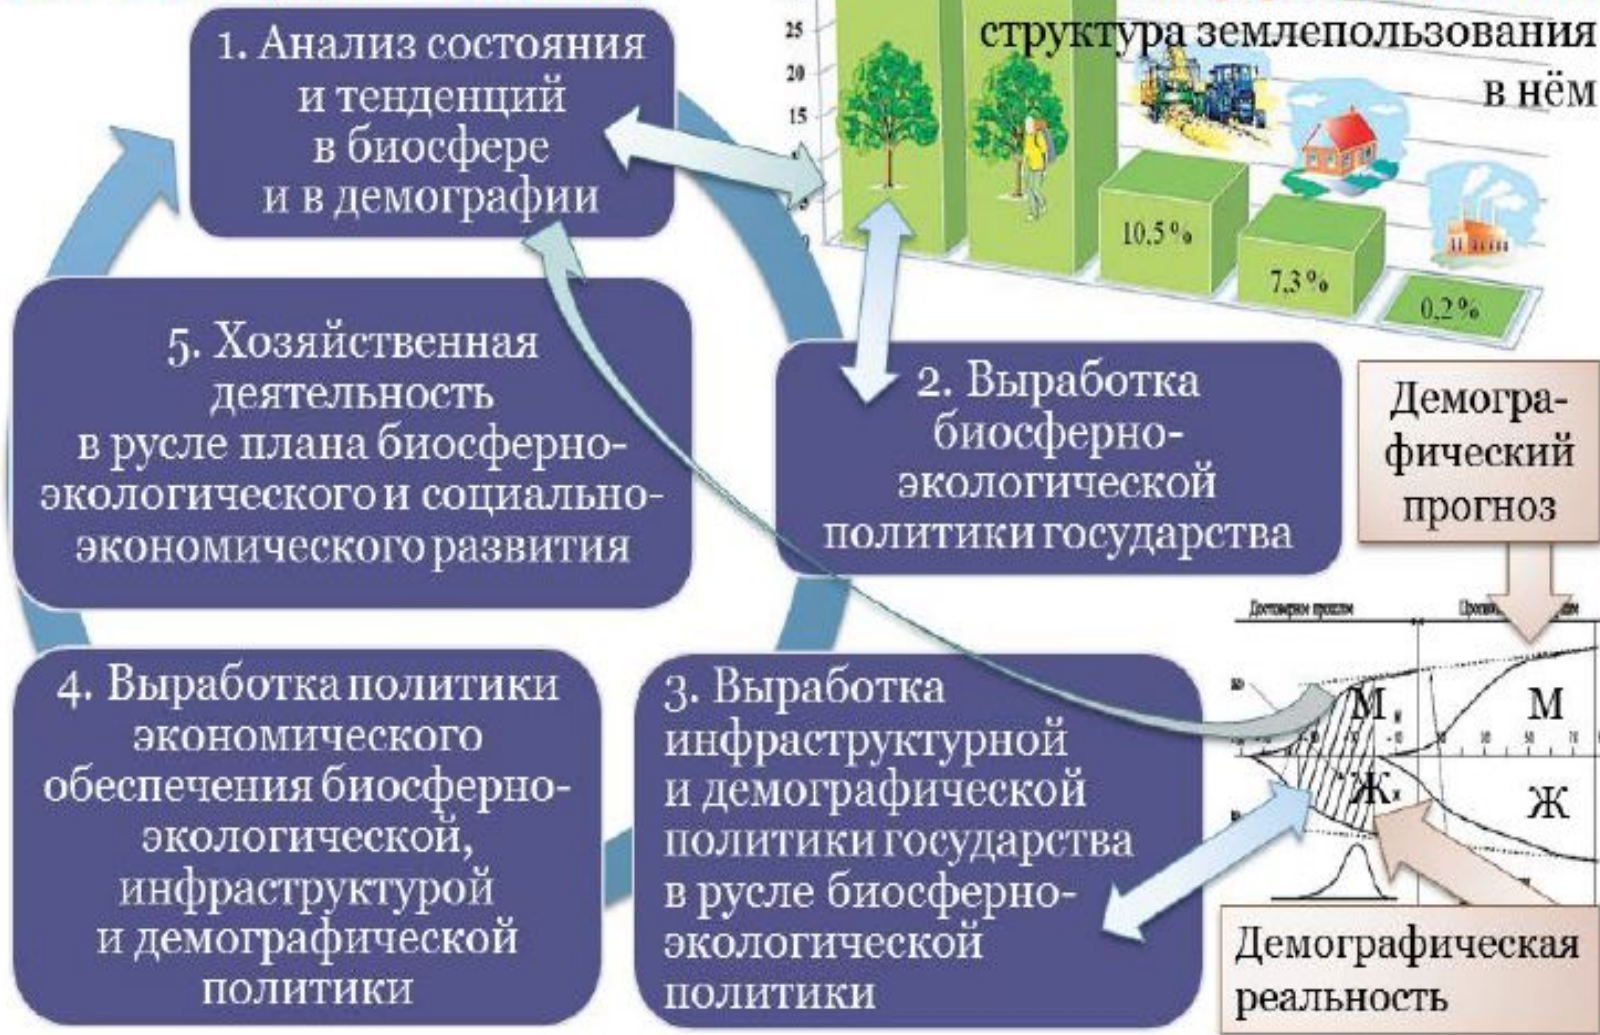 1. Анализ состояния
и тенденций
в биосфере
и в демографии
25
20
15
структура землепользования
в нём
10,5 %
7,3 %
0,2 %
5. Хозяйственная
деятельность
в русле плана биосферно-
экологического и социально-
экономического развития
2. Выработка
биосферно-
экологической
политики государства
Демогра-
фический
прогноз
4. Выработка политики
экономического
обеспечения биосферно-
экологической,
инфраструктурой
и демографической
политики
3. Выработка
инфраструктурной
и демографической
политики государства
в русле биосферно-
экологической
политики
Достоверное прошлое
М
М
Ж
Ж
Демографическая
реальность